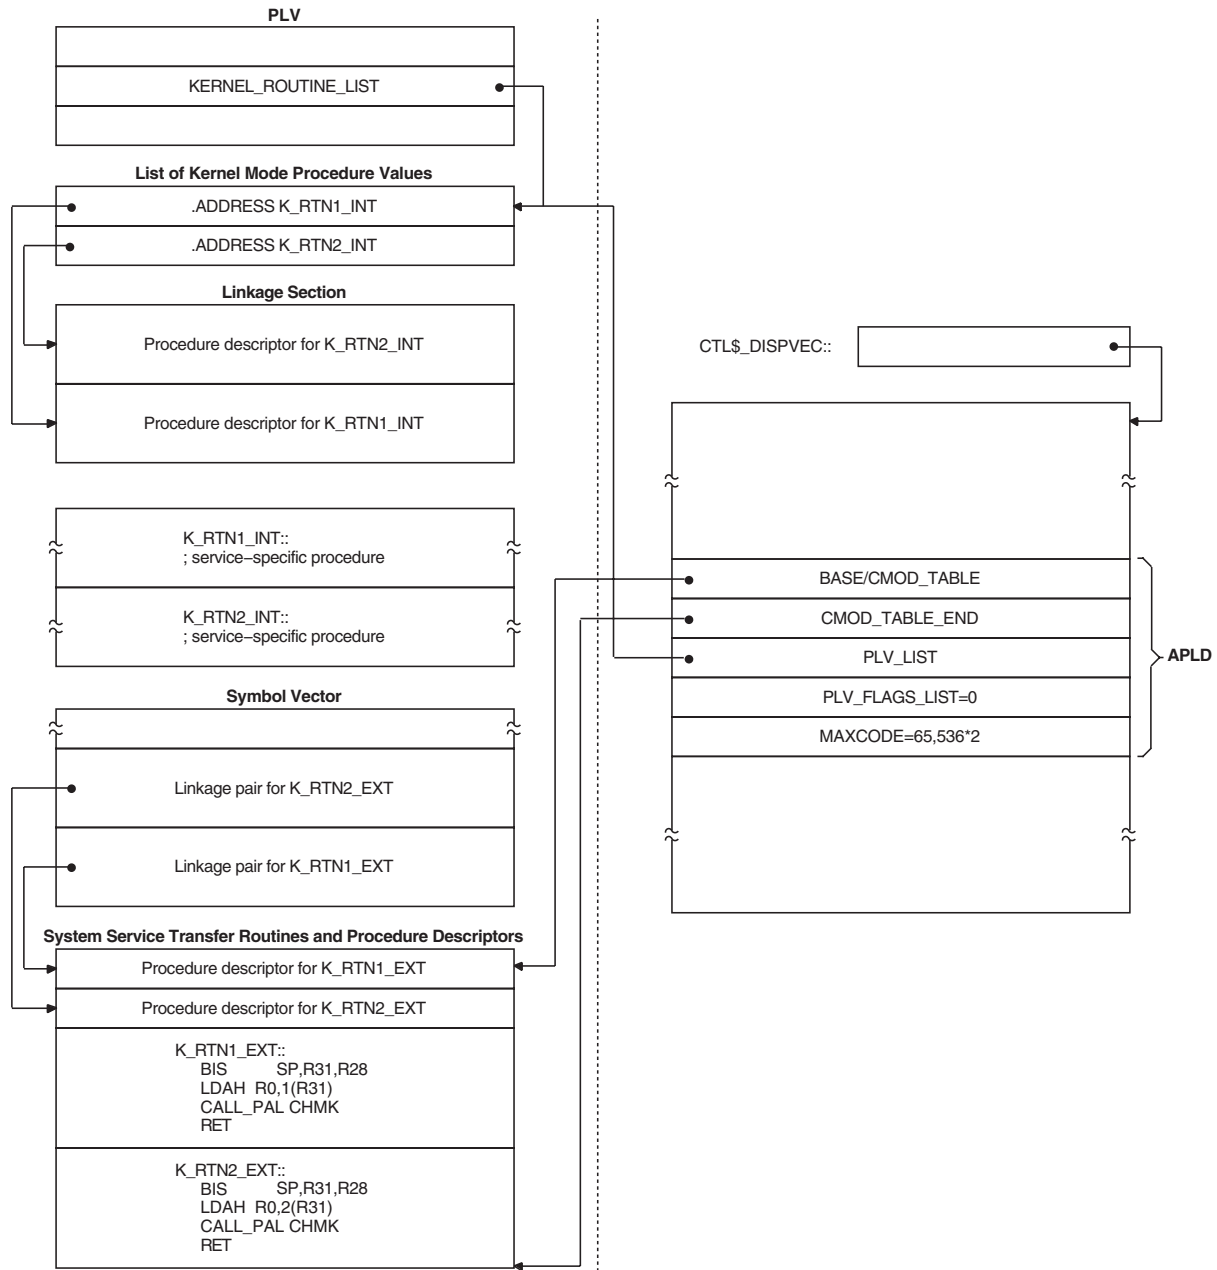 PLV
KERNEL_ROUTINE_LIST
List of Kernel Mode Procedure Values
.ADDRESS K_RTN1_INT
.ADDRESS K_RTN2_INT
Linkage Section
Procedure descriptor for K_RTN2_INT
Procedure descriptor for K_RTN1_INT
K_RTN1_INT::
; service–specific procedure
K_RTN2_INT::
; service–specific procedure
Symbol Vector
Linkage pair for K_RTN2_EXT
Linkage pair for K_RTN1_EXT
System Service Transfer Routines and Procedure Descriptors
Procedure descriptor for K_RTN1_EXT
Procedure descriptor for K_RTN2_EXT
K_RTN1_EXT::
BIS SP,R31,R28
LDAH R0,1(R31)
CALL_PAL CHMK
RET
K_RTN2_EXT::
BIS SP,R31,R28
LDAH R0,2(R31)
CALL_PAL CHMK
RET
CTL$_DISPVEC::
BASE/CMOD_TABLE
CMOD_TABLE_END
PLV_LIST
PLV_FLAGS_LIST=0
MAXCODE=65,536*2
APLD